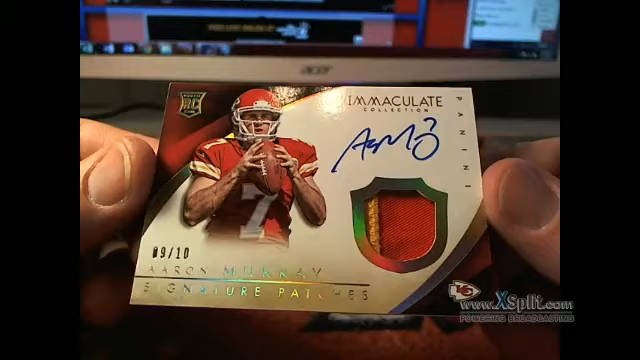 acer
RC
IMMACULATE
COLLECTION
PANINI
7
09/10
AARON MURRAY
SIGNATURE PATCHES
www.XSplit.com
POWERING BROADCASTING